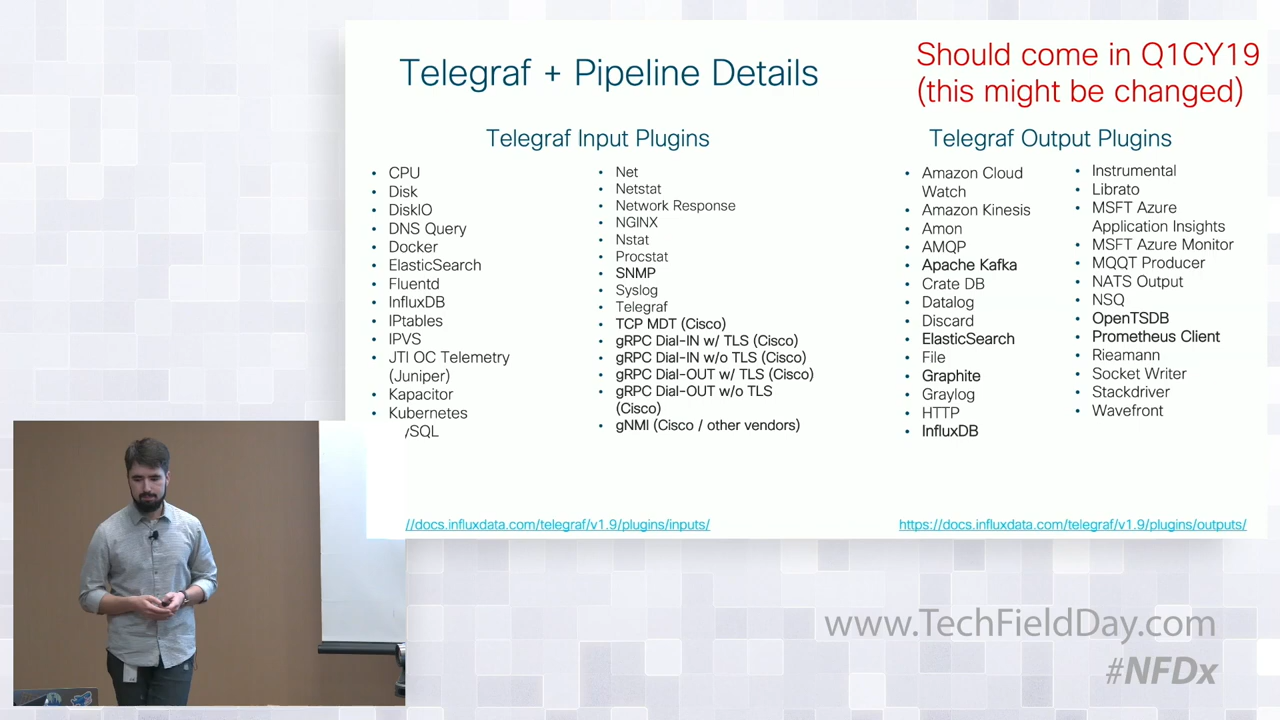 Telegraf + Pipeline Details
Should come in Q1CY19
(this might be changed)
Telegraf Input Plugins
• CPU
• Disk
• DiskIO
• DNS Query
• Docker
• ElasticSearch
• Fluentd
• InfluxDB
• IPtables
• IPVS
• JTI OC Telemetry
(Juniper)
• Kapacitor
• Kubernetes
ySQL
• Net
• Netstat
• Network Response
• NGINX
• Nstat
• Procstat
• SNMP
• Syslog
• Telegraf
• TCP MDT (Cisco)
• gRPC Dial-IN w/ TLS (Cisco)
• gRPC Dial-IN w/o TLS (Cisco)
• gRPC Dial-OUT w/ TLS (Cisco)
• gRPC Dial-OUT w/o TLS
(Cisco)
• gNMI (Cisco / other vendors)
//docs.influxdata.com/telegraf/v1.9/plugins/inputs/
Telegraf Output Plugins
• Amazon Cloud
Watch
• Amazon Kinesis
• Amon
• AMQP
• Apache Kafka
• Crate DB
• Datalog
• Discard
• ElasticSearch
• File
• Graphite
• Graylog
• HTTP
• InfluxDB
• Instrumental
• Librato
• MSFT Azure
Application Insights
• MSFT Azure Monitor
• MQQT Producer
• NATS Output
• NSQ
• OpenTSDB
• Prometheus Client
• Rieamann
• Socket Writer
• Stackdriver
• Wavefront
https://docs.influxdata.com/telegraf/v1.9/plugins/outputs/
www.TechFieldDay.com
#NFDx